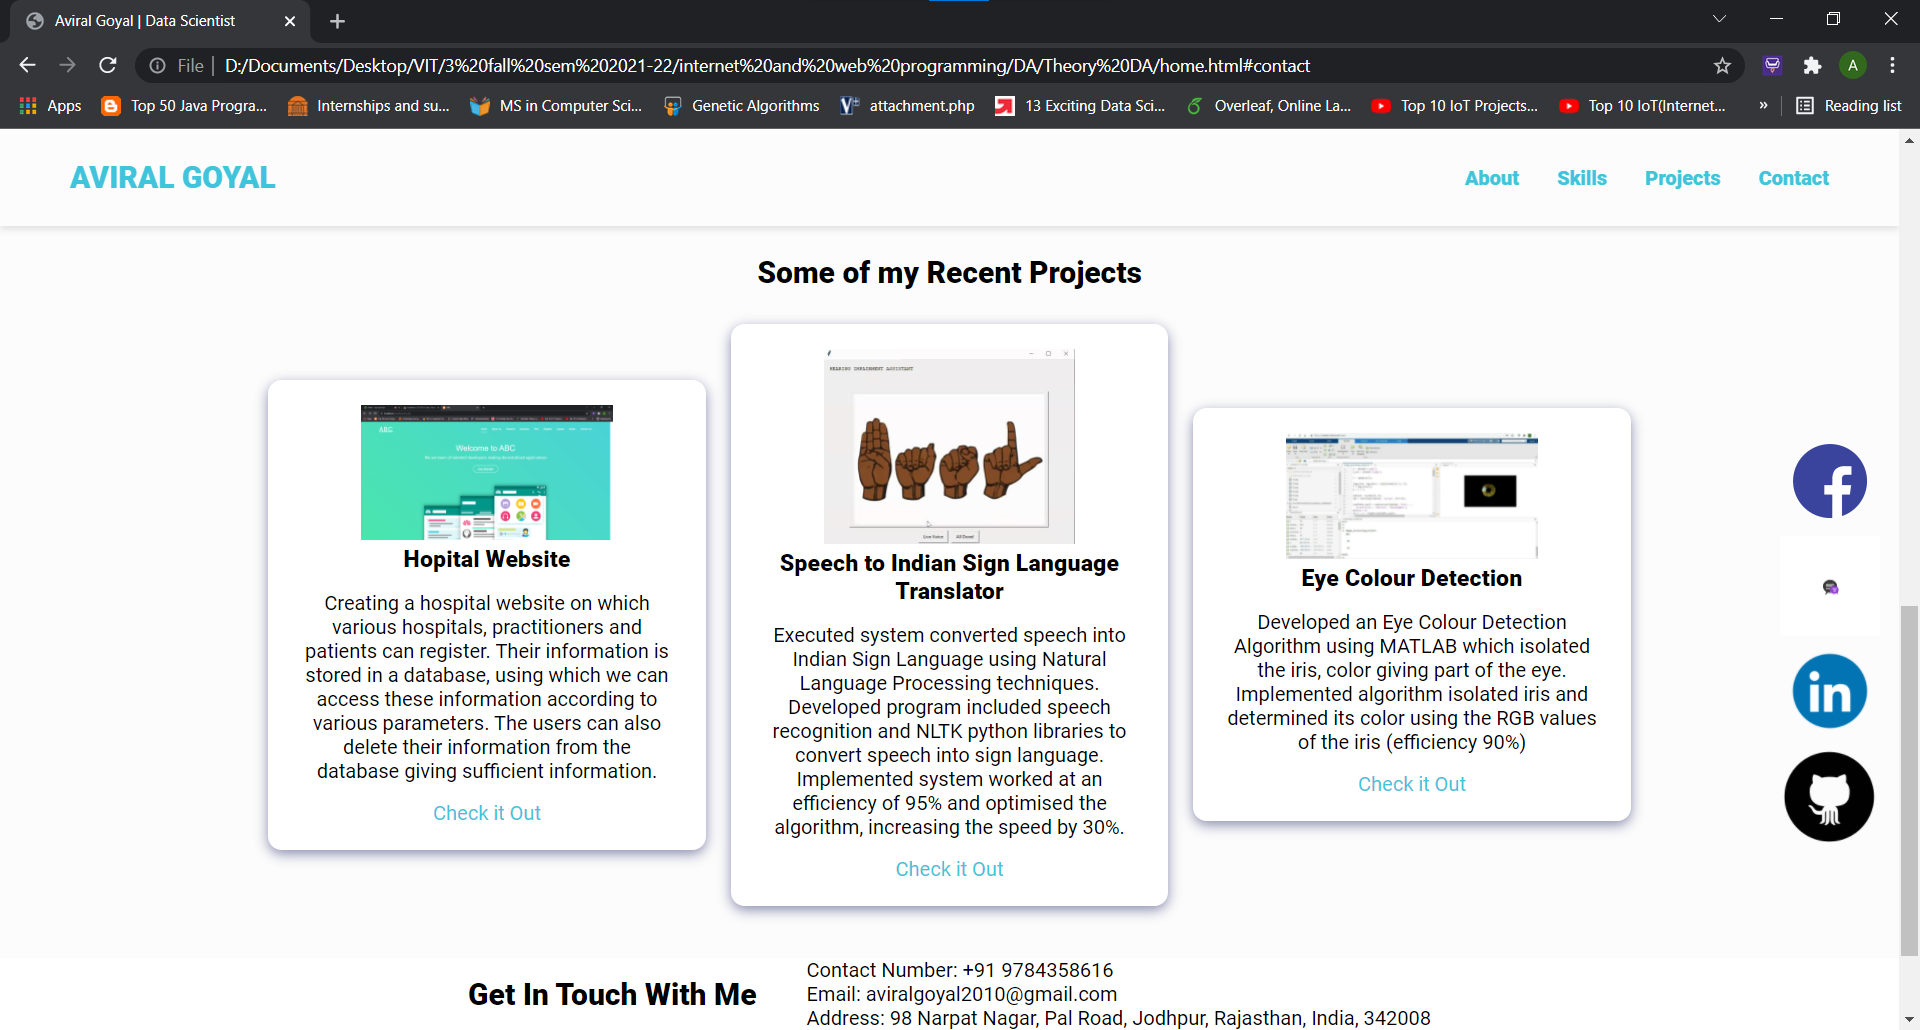 Aviral Goyal | Data Scientist
File | D:/Documents/Desktop/VIT/3%20fall%20sem%202021-22/internet%20and%20web%20programming/DA/Theory%20DA/home.html#contact
A
Apps Top 50 Java Progra... Internships and su... MS in Computer Sci... Genetic Algorithms attachment.php 13 Exciting Data Sci... Overleaf, Online La... Top 10 IoT Projects... Top 10 IoT(Internet... » Reading list
AVIRAL GOYAL
About Skills Projects Contact
Some of my Recent Projects
ABC
Welcome to ABC
Hopital Website
Creating a hospital website on which
various hospitals, practitioners and
patients can register. Their information is
stored in a database, using which we can
access these information according to
various parameters. The users can also
delete their information from the
database giving sufficient information.
Check it Out
HEARING IMPAIRMENT ASSISTANT
Live Voice All Done!
Speech to Indian Sign Language
Translator
Executed system converted speech into
Indian Sign Language using Natural
Language Processing techniques.
Developed program included speech
recognition and NLTK python libraries to
convert speech into sign language.
Implemented system worked at an
efficiency of 95% and optimised the
algorithm, increasing the speed by 30%.
Check it Out
Eye Colour Detection
Developed an Eye Colour Detection
Algorithm using MATLAB which isolated
the iris, color giving part of the eye.
Implemented algorithm isolated iris and
determined its color using the RGB values
of the iris (efficiency 90%)
Check it Out
in
Get In Touch With Me
Contact Number: +91 9784358616
Email: aviralgoyal2010@gmail.com
Address: 98 Narpat Nagar, Pal Road, Jodhpur, Rajasthan, India, 342008